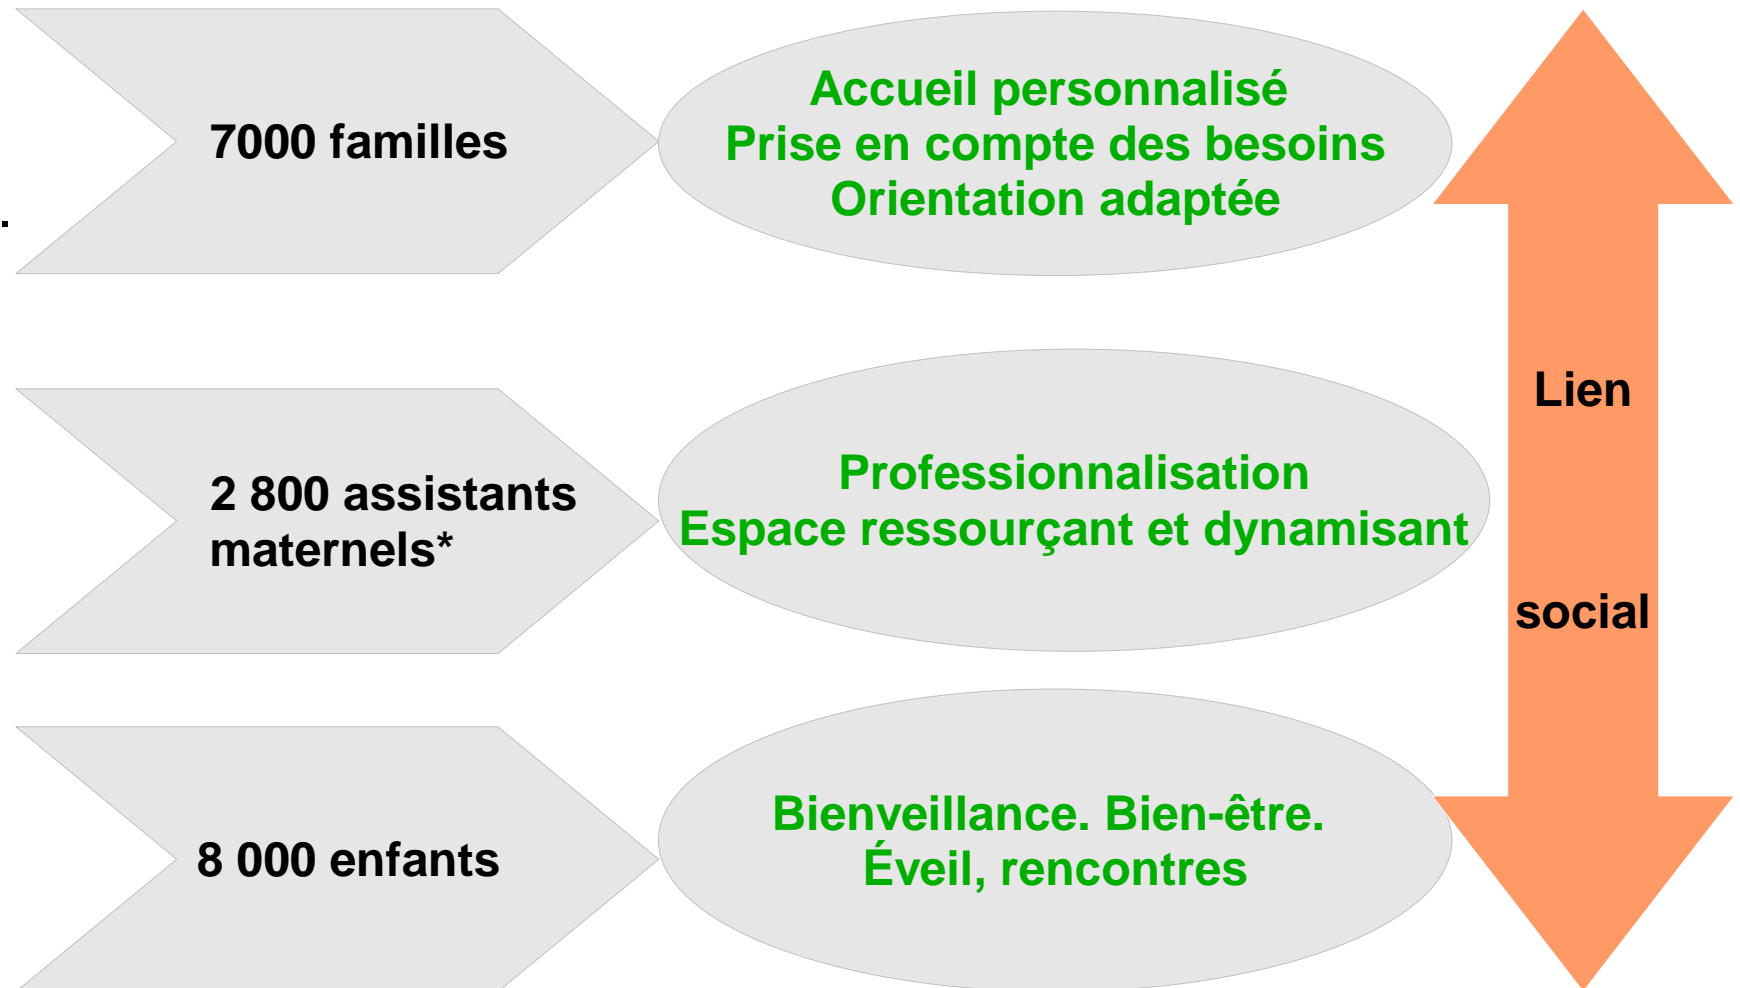 7000 familles
Accueil personnalisé
Prise en compte des besoins
Orientation adaptée
.
2 800 assistants
maternels*
Professionnalisation
Espace ressourçant et dynamisant
8 000 enfants
Bienveillance. Bien-être.
Éveil, rencontres
Lien
social